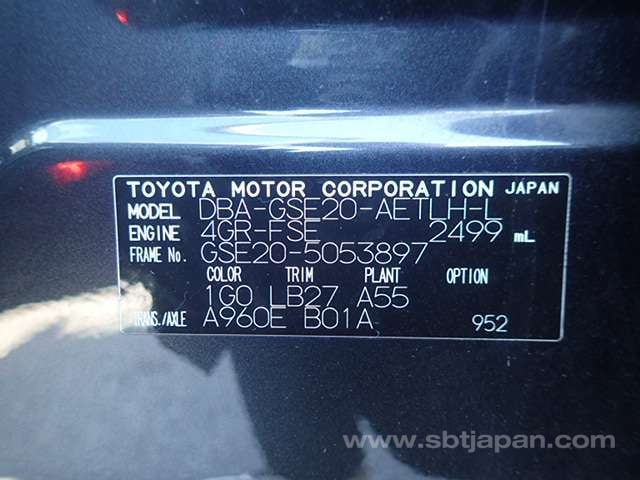 TOYOTA MOTOR CORPORATION JAPAN
MODEL DBA-GSE20-AETLH-L
ENGINE 4GR-FSE 2499 mL
FRAME No. GSE20-5053897
COLOR TRIM PLANT OPTION
1G0 LB27 A55
TRANS./AXLE A960E B01A 952
www.sbtjapan.com